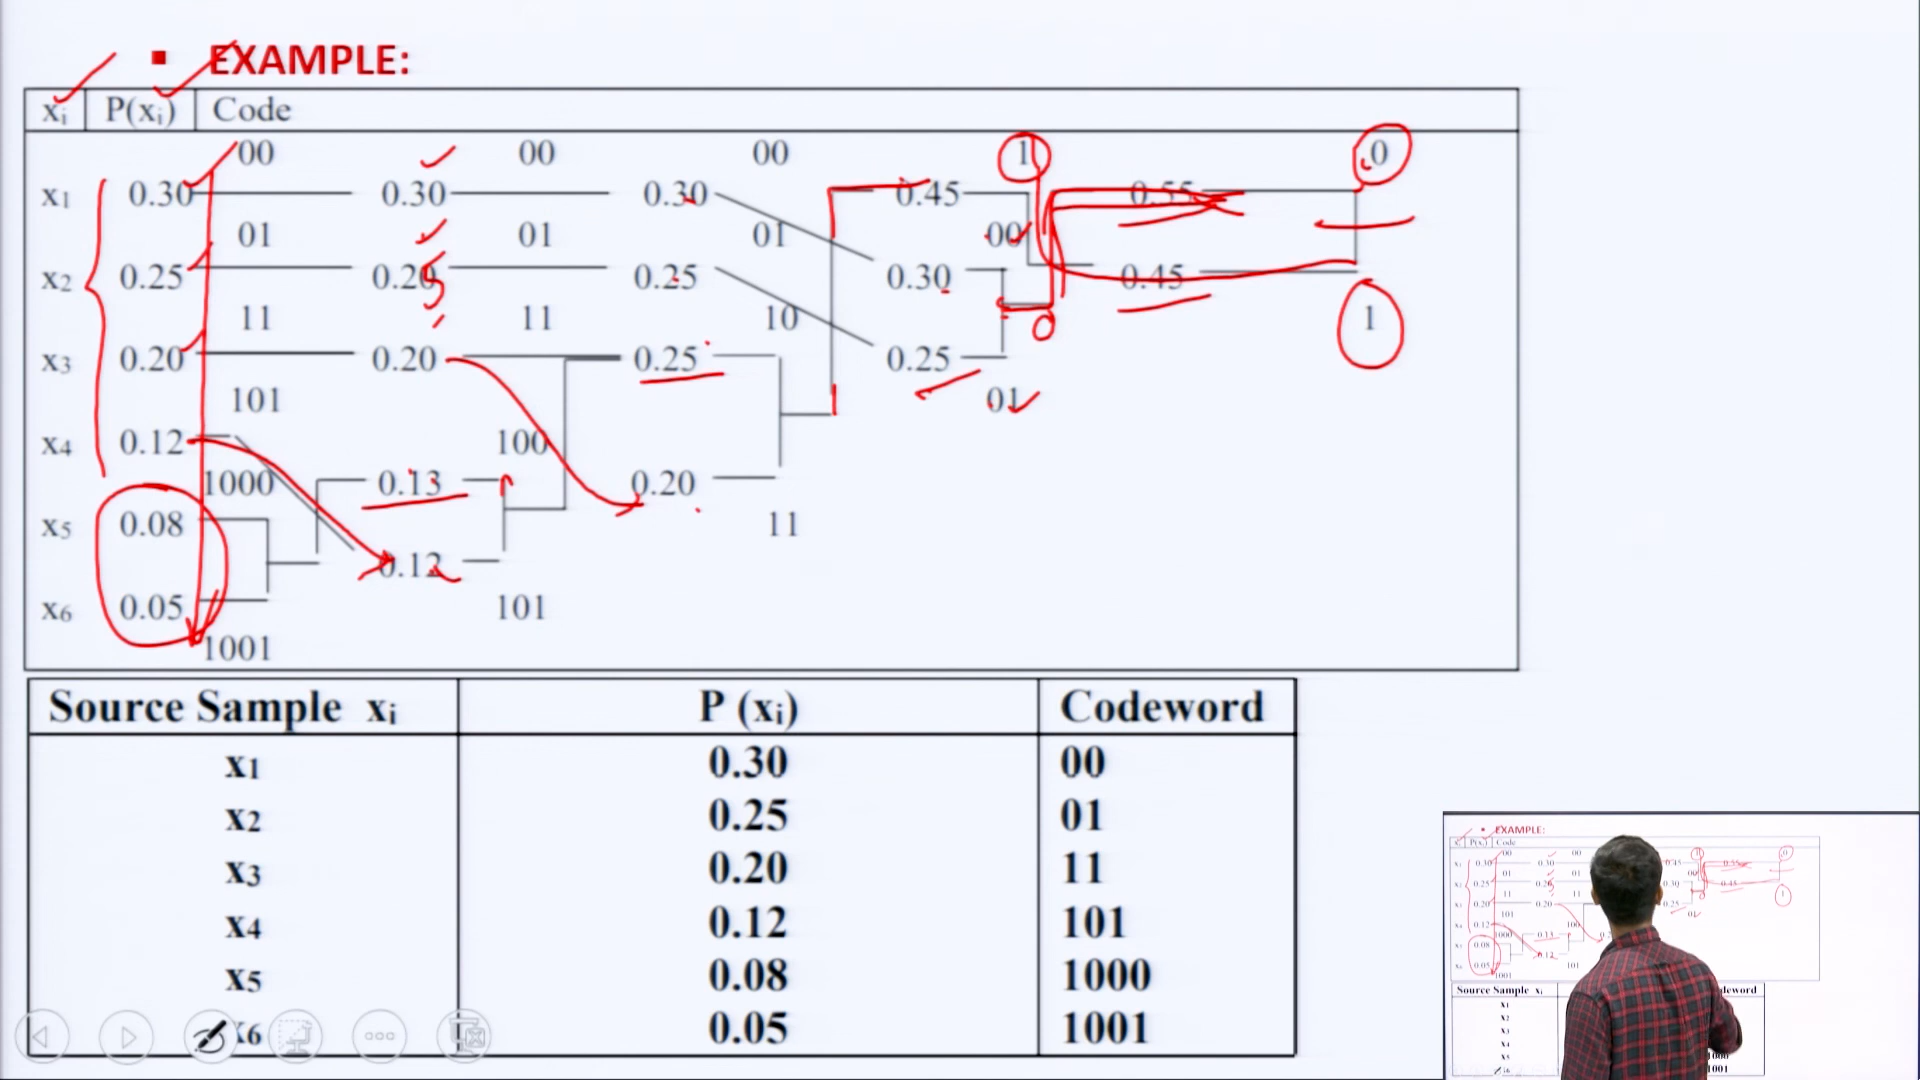 ▪ EXAMPLE:
xi P(xi) Code
00 00 00 1 0
x1 0.30 0.30 0.30 0.45 0.55
01 01 01 00
x2 0.25 0.20 0.25 0.30 0.45
11 11 10 0 1
x3 0.20 0.20 0.25 0.25
101 01
x4 0.12 100
1000 0.13 0.20
x5 0.08 11
0.12
x6 0.05 101
1001
Source Sample xi P (xi) Codeword
x1 0.30 00
x2 0.25 01
x3 0.20 11
x4 0.12 101
x5 0.08 1000
x6 0.05 1001
EXAMPLE:
Source Sample xi